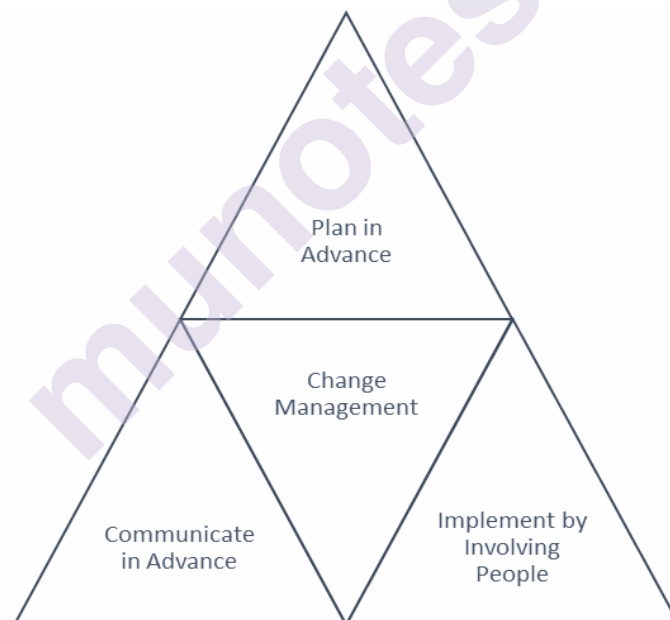 munotes
Plan in
Advance
Change
Management
Communicate
in Advance
Implement by
Involving
People